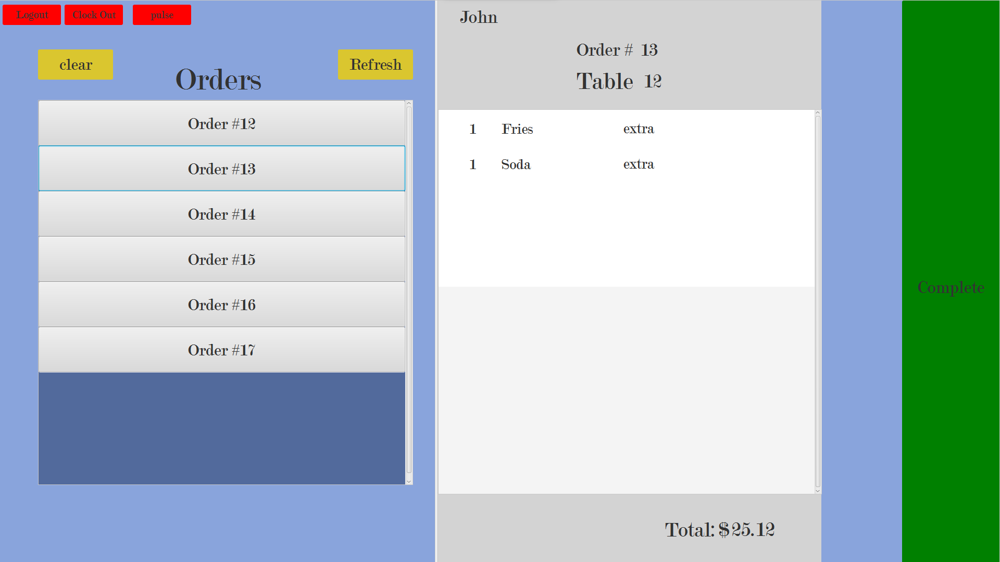 Logout Clock Out pulse
clear
Refresh
Orders
Order #12
Order #13
Order #14
Order #15
Order #16
Order #17
John
Order # 13
Table 12
1 Fries extra
1 Soda extra
Total: $25.12
Complete